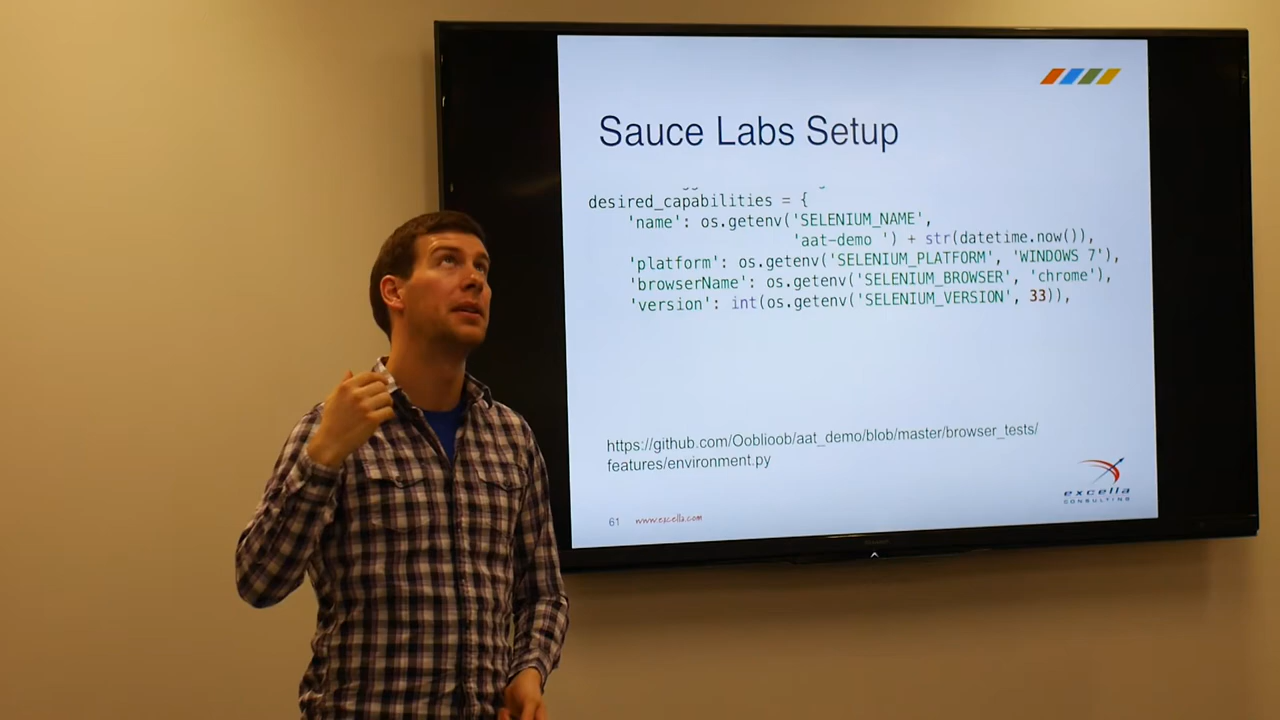 Sauce Labs Setup
desired_capabilities = {
'name': os.getenv('SELENIUM_NAME',
'aat-demo ') + str(datetime.now()),
'platform': os.getenv('SELENIUM_PLATFORM', 'WINDOWS 7'),
'browserName': os.getenv('SELENIUM_BROWSER', 'chrome'),
'version': int(os.getenv('SELENIUM_VERSION', 33)),
https://github.com/Ooblioob/aat_demo/blob/master/browser_tests/
features/environment.py
excella
CONSULTING
61 www.excella.com